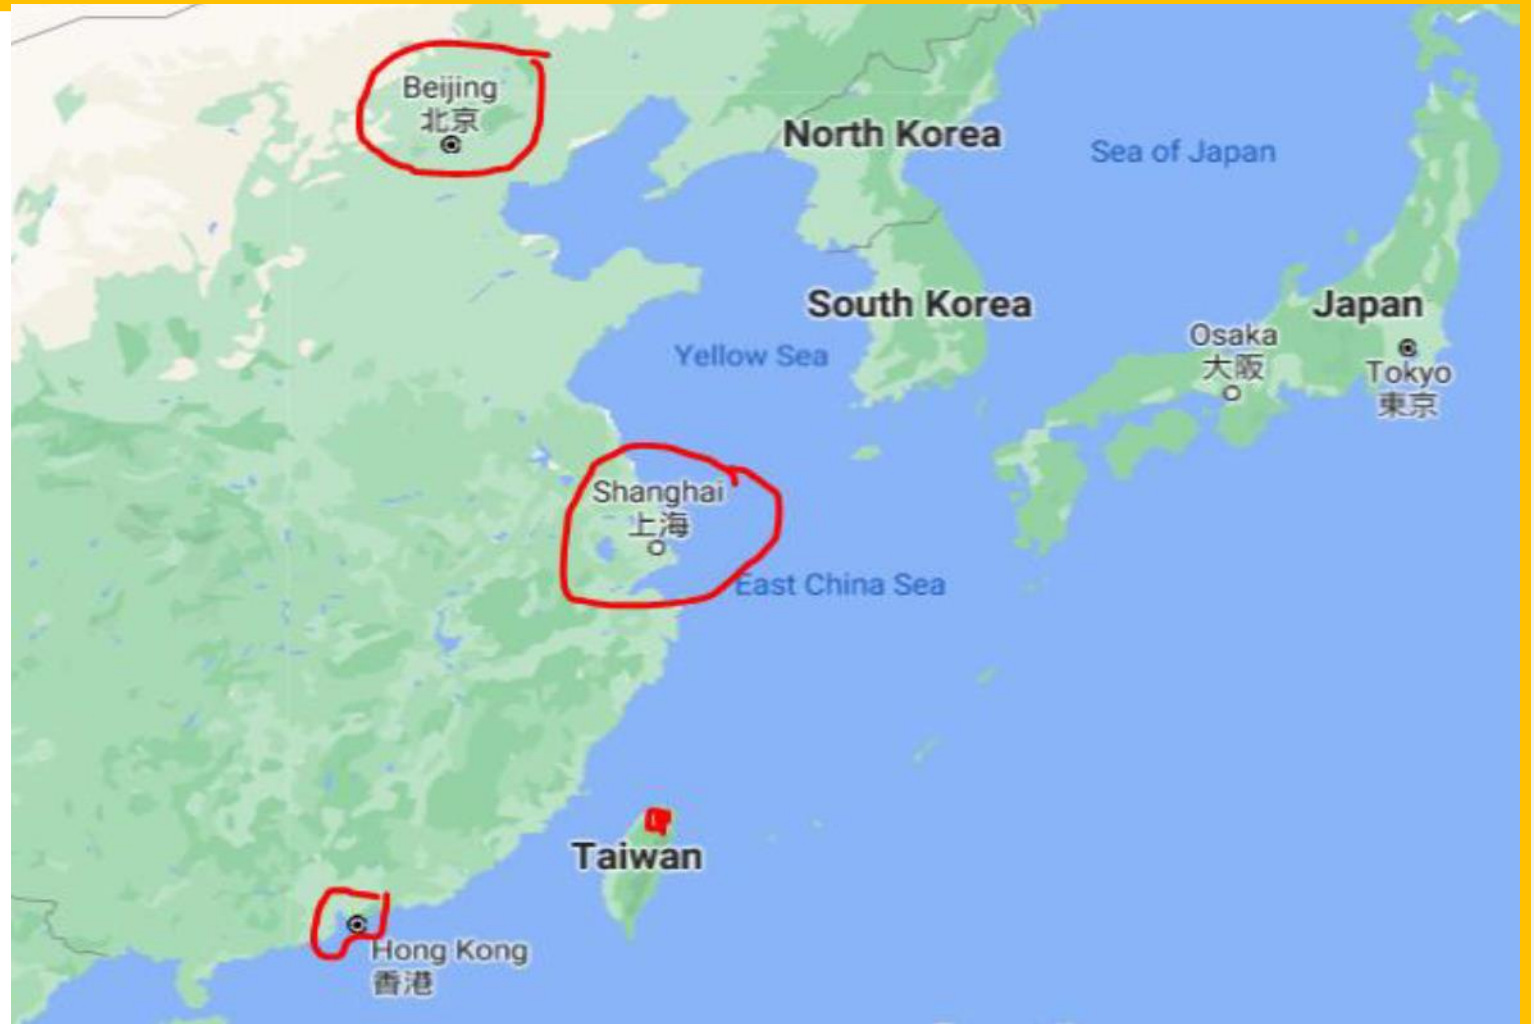 Beijing
北京
North Korea
Sea of Japan
South Korea
Japan
Yellow Sea
Osaka
大阪
Tokyo
東京
Shanghai
上海
East China Sea
Taiwan
Hong Kong
香港